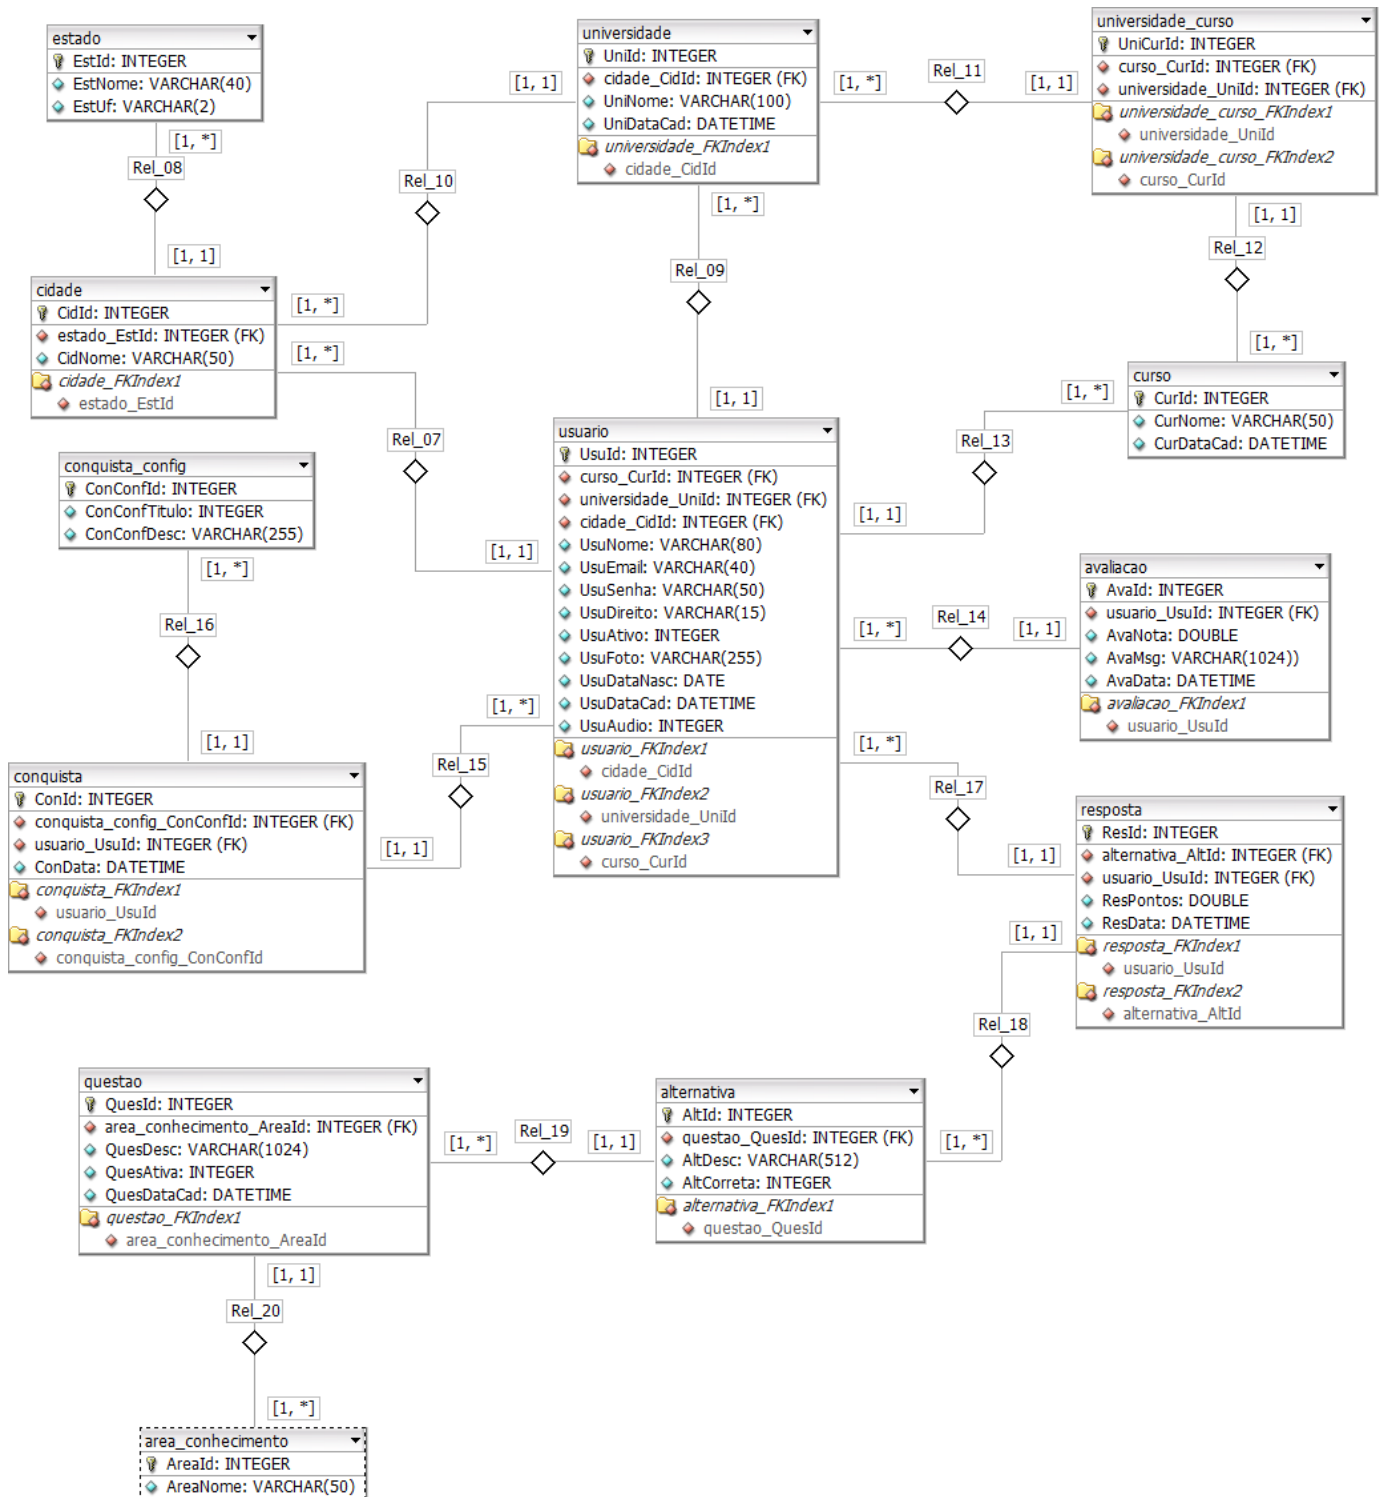 estado
EstId: INTEGER
EstNome: VARCHAR(40)
EstUf: VARCHAR(2)
[1, *]
Rel_08
[1, 1]
cidade
CidId: INTEGER
estado_EstId: INTEGER (FK)
CidNome: VARCHAR(50)
cidade_FKIndex1
estado_EstId
[1, *]
Rel_10
[1, 1]
universidade
UniId: INTEGER
cidade_CidId: INTEGER (FK)
UniNome: VARCHAR(100)
UniDataCad: DATETIME
universidade_FKIndex1
cidade_CidId
[1, *]
Rel_11
[1, 1]
universidade_curso
UniCurId: INTEGER
curso_CurId: INTEGER (FK)
universidade_UniId: INTEGER (FK)
universidade_curso_FKIndex1
universidade_UniId
universidade_curso_FKIndex2
curso_CurId
[1, 1]
Rel_12
[1, *]
curso
CurId: INTEGER
CurNome: VARCHAR(50)
CurDataCad: DATETIME
[1, *]
Rel_13
[1, 1]
[1, *]
Rel_09
[1, 1]
[1, *]
Rel_07
[1, 1]
usuario
UsuId: INTEGER
curso_CurId: INTEGER (FK)
universidade_UniId: INTEGER (FK)
cidade_CidId: INTEGER (FK)
UsuNome: VARCHAR(80)
UsuEmail: VARCHAR(40)
UsuSenha: VARCHAR(50)
UsuDireito: VARCHAR(15)
UsuAtivo: INTEGER
UsuFoto: VARCHAR(255)
UsuDataNasc: DATE
UsuDataCad: DATETIME
UsuAudio: INTEGER
usuario_FKIndex1
cidade_CidId
usuario_FKIndex2
universidade_UniId
usuario_FKIndex3
curso_CurId
conquista_config
ConConfId: INTEGER
ConConfTitulo: INTEGER
ConConfDesc: VARCHAR(255)
[1, *]
Rel_16
[1, 1]
conquista
ConId: INTEGER
conquista_config_ConConfId: INTEGER (FK)
usuario_UsuId: INTEGER (FK)
ConData: DATETIME
conquista_FKIndex1
usuario_UsuId
conquista_FKIndex2
conquista_config_ConConfId
[1, *]
Rel_15
[1, 1]
[1, *]
Rel_14
[1, 1]
avaliacao
AvaId: INTEGER
usuario_UsuId: INTEGER (FK)
AvaNota: DOUBLE
AvaMsg: VARCHAR(1024))
AvaData: DATETIME
avaliacao_FKIndex1
usuario_UsuId
[1, *]
Rel_17
[1, 1]
resposta
ResId: INTEGER
alternativa_AltId: INTEGER (FK)
usuario_UsuId: INTEGER (FK)
ResPontos: DOUBLE
ResData: DATETIME
resposta_FKIndex1
usuario_UsuId
resposta_FKIndex2
alternativa_AltId
[1, 1]
Rel_18
[1, *]
questao
QuesId: INTEGER
area_conhecimento_AreaId: INTEGER (FK)
QuesDesc: VARCHAR(1024)
QuesAtiva: INTEGER
QuesDataCad: DATETIME
questao_FKIndex1
area_conhecimento_AreaId
[1, *]
Rel_19
[1, 1]
alternativa
AltId: INTEGER
questao_QuesId: INTEGER (FK)
AltDesc: VARCHAR(512)
AltCorreta: INTEGER
alternativa_FKIndex1
questao_QuesId
[1, 1]
Rel_20
[1, *]
area_conhecimento
AreaId: INTEGER
AreaNome: VARCHAR(50)